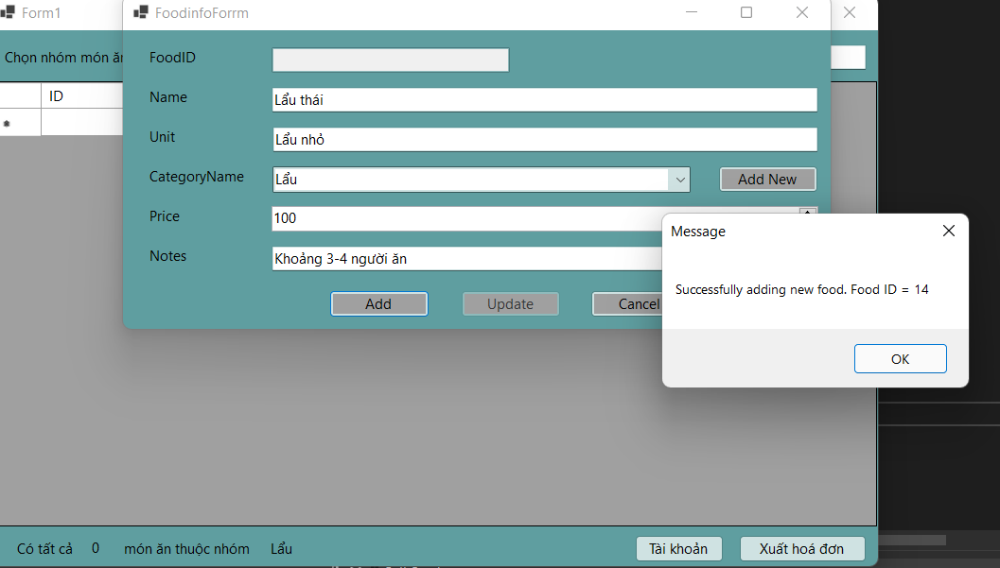 Form1
FoodinfoForrm
Chọn nhóm món ăn
ID
FoodID
Name
Lẩu thái
Unit
Lẩu nhỏ
CategoryName
Lẩu
Add New
Price
100
Notes
Khoảng 3-4 người ăn
Add
Update
Cancel
Message
Successfully adding new food. Food ID = 14
OK
Có tất cả 0 món ăn thuộc nhóm Lẩu
Tài khoản
Xuất hoá đơn